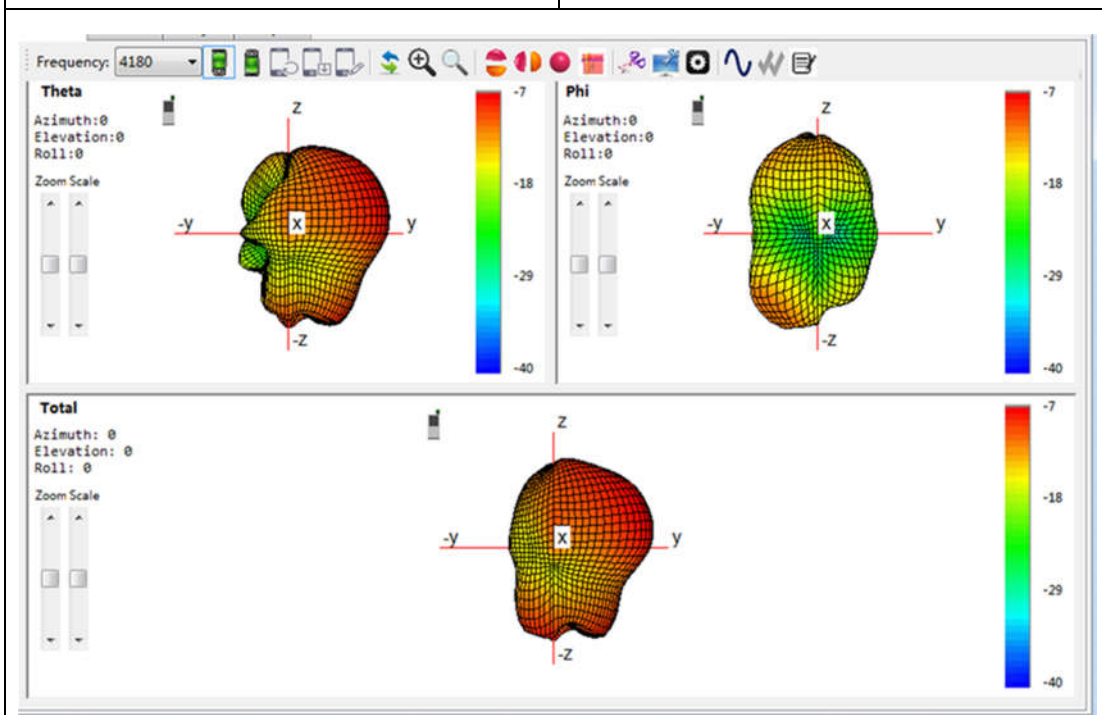 Frequency: 4180
Theta
Azimuth:0
Elevation:0
Roll:0
Zoom Scale
z
-y
x
y
-z
-7
-18
-29
-40
Phi
Azimuth:0
Elevation:0
Roll:0
Zoom Scale
z
-y
x
y
-z
-7
-18
-29
-40
Total
Azimuth: 0
Elevation: 0
Roll: 0
Zoom Scale
z
-y
x
y
-z
-7
-18
-29
-40